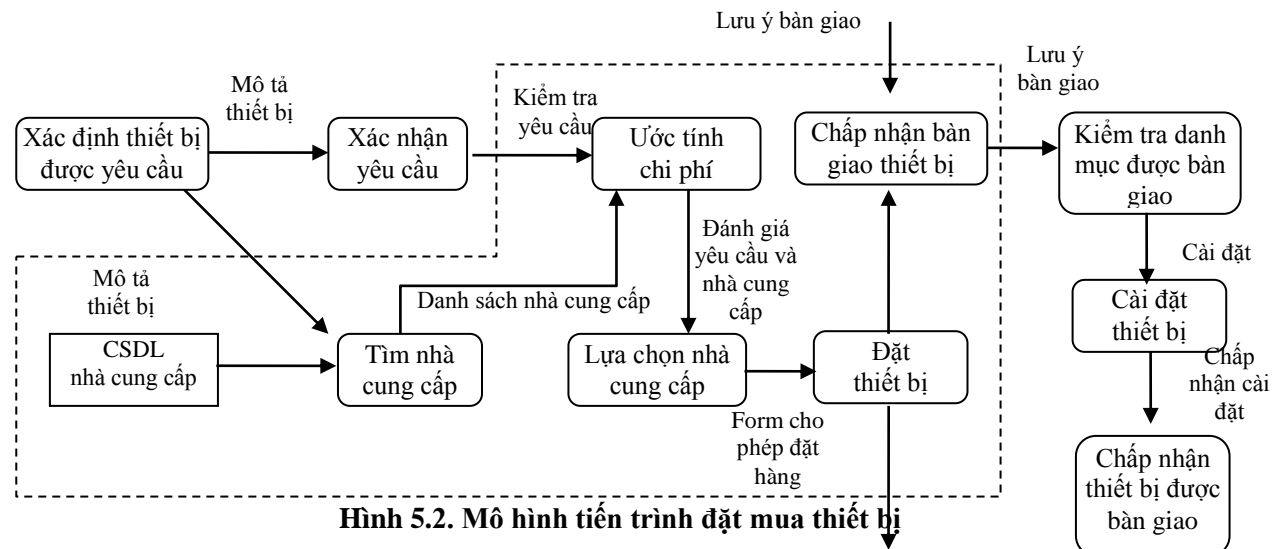 Lưu ý bàn giao
Lưu ý
bàn giao
Mô tả
thiết bị
Kiểm tra
yêu cầu
Xác định thiết bị
được yêu cầu
Xác nhận
yêu cầu
Ước tính
chi phí
Chấp nhận bàn
giao thiết bị
Kiểm tra danh
mục được bàn
giao
Đánh giá
yêu cầu và
nhà cung
cấp
Cài đặt
Mô tả
thiết bị
Danh sách nhà cung cấp
Cài đặt
thiết bị
CSDL
nhà cung cấp
Tìm nhà
cung cấp
Lựa chọn nhà
cung cấp
Đặt
thiết bị
Chấp
nhận cài
đặt
Form cho
phép đặt
hàng
Chấp nhận
thiết bị được
bàn giao
Hình 5.2. Mô hình tiến trình đặt mua thiết bị